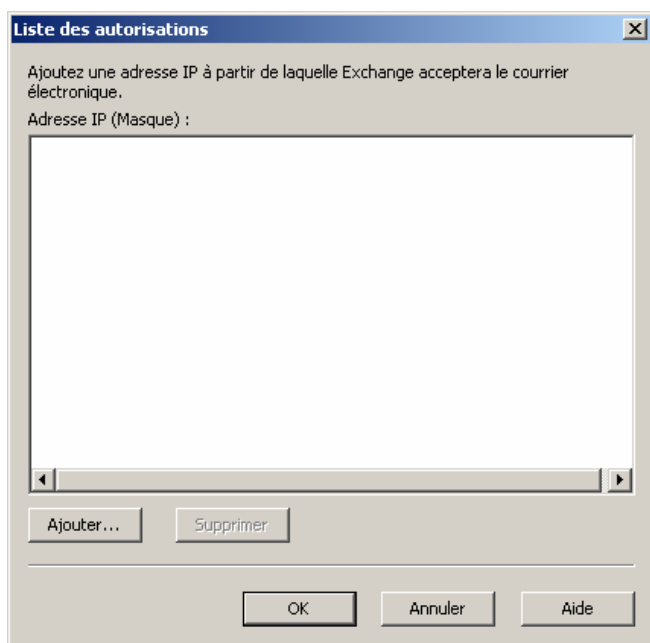 Liste des autorisations
Ajoutez une adresse IP à partir de laquelle Exchange acceptera le courrier
électronique.
Adresse IP (Masque) :
Ajouter... Supprimer
OK Annuler Aide